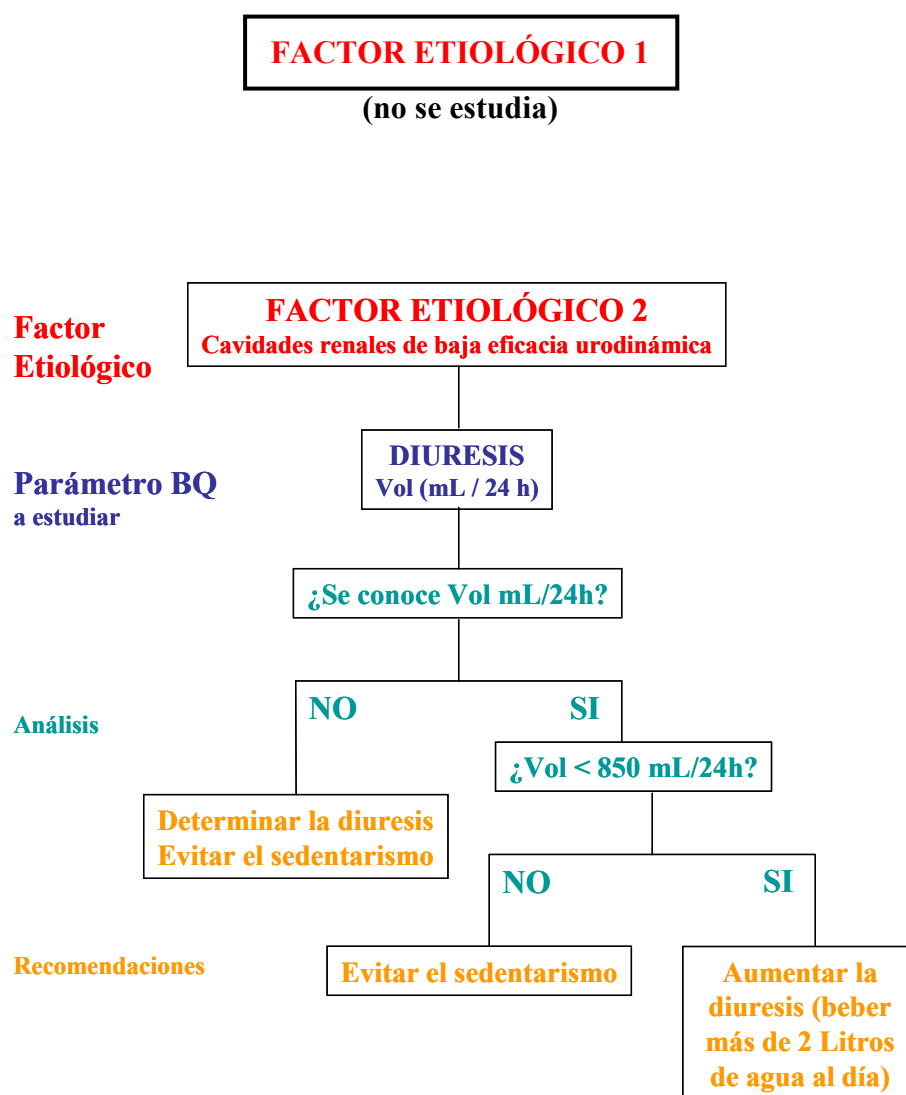 FACTOR ETIOLÓGICO 1
(no se estudia)
Factor
Etiológico
FACTOR ETIOLÓGICO 2
Cavidades renales de baja eficacia urodinámica
Parámetro BQ
a estudiar
DIURESIS
Vol (mL / 24 h)
¿Se conoce Vol mL/24h?
Análisis
NO
SI
¿Vol < 850 mL/24h?
Determinar la diuresis
Evitar el sedentarismo
NO
SI
Recomendaciones
Evitar el sedentarismo
Aumentar la
diuresis (beber
más de 2 Litros
de agua al día)